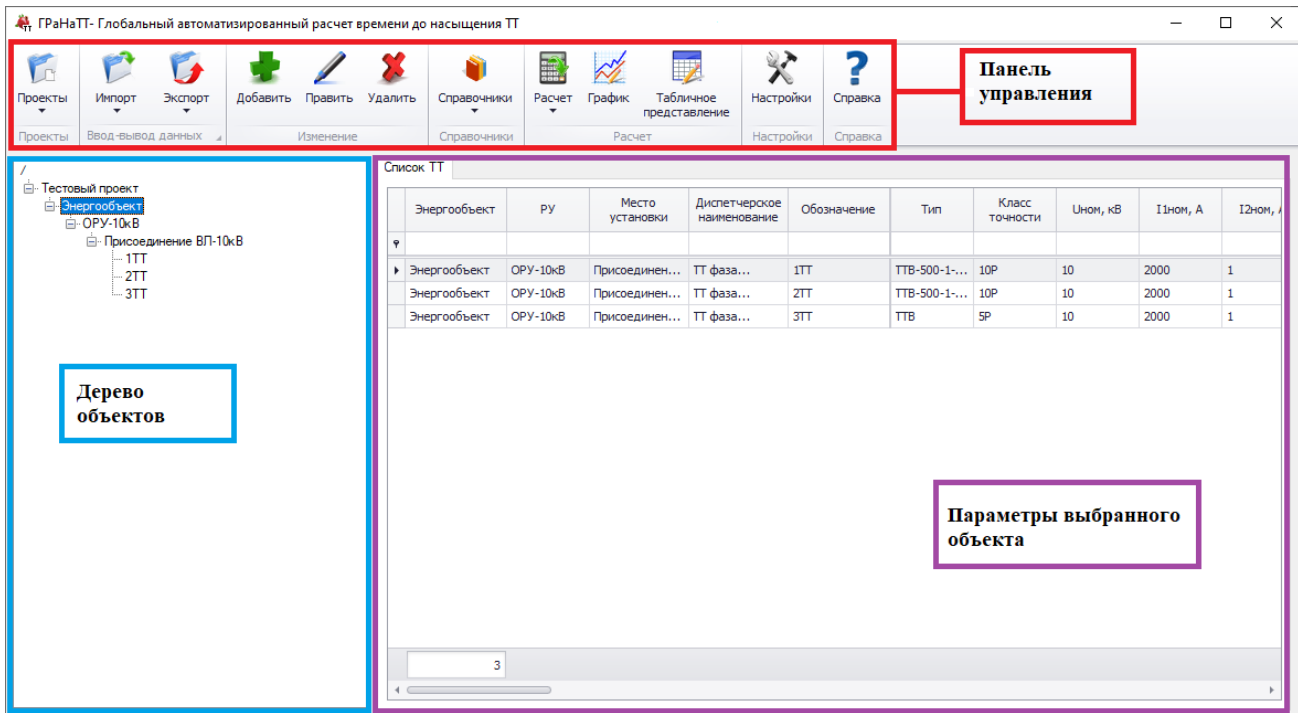 ГРаНаТТ- Глобальный автоматизированный расчет времени до насыщения ТТ
Проекты Импорт Экспорт Добавить Править Удалить Справочники Расчет График Табличное представление Настройки Справка
Проекты Ввод-вывод данных Изменение Справочники Расчет Настройки Справка
Панель
управления
/
Тестовый проект
Энергообъект
ОРУ-10кВ
Присоединение ВЛ-10кВ
1ТТ
2ТТ
3ТТ
Дерево
объектов
Список ТТ
Энергообъект РУ Место установки Диспетчерское наименование Обозначение Тип Класс точности Uном, кВ I1ном, А I2ном, А
Энергообъект ОРУ-10кВ Присоединен... ТТ фаза... 1ТТ ТТВ-500-1-... 10Р 10 2000 1
Энергообъект ОРУ-10кВ Присоединен... ТТ фаза... 2ТТ ТТВ-500-1-... 10Р 10 2000 1
Энергообъект ОРУ-10кВ Присоединен... ТТ фаза... 3ТТ ТТВ 5Р 10 2000 1
Параметры выбранного
объекта
3